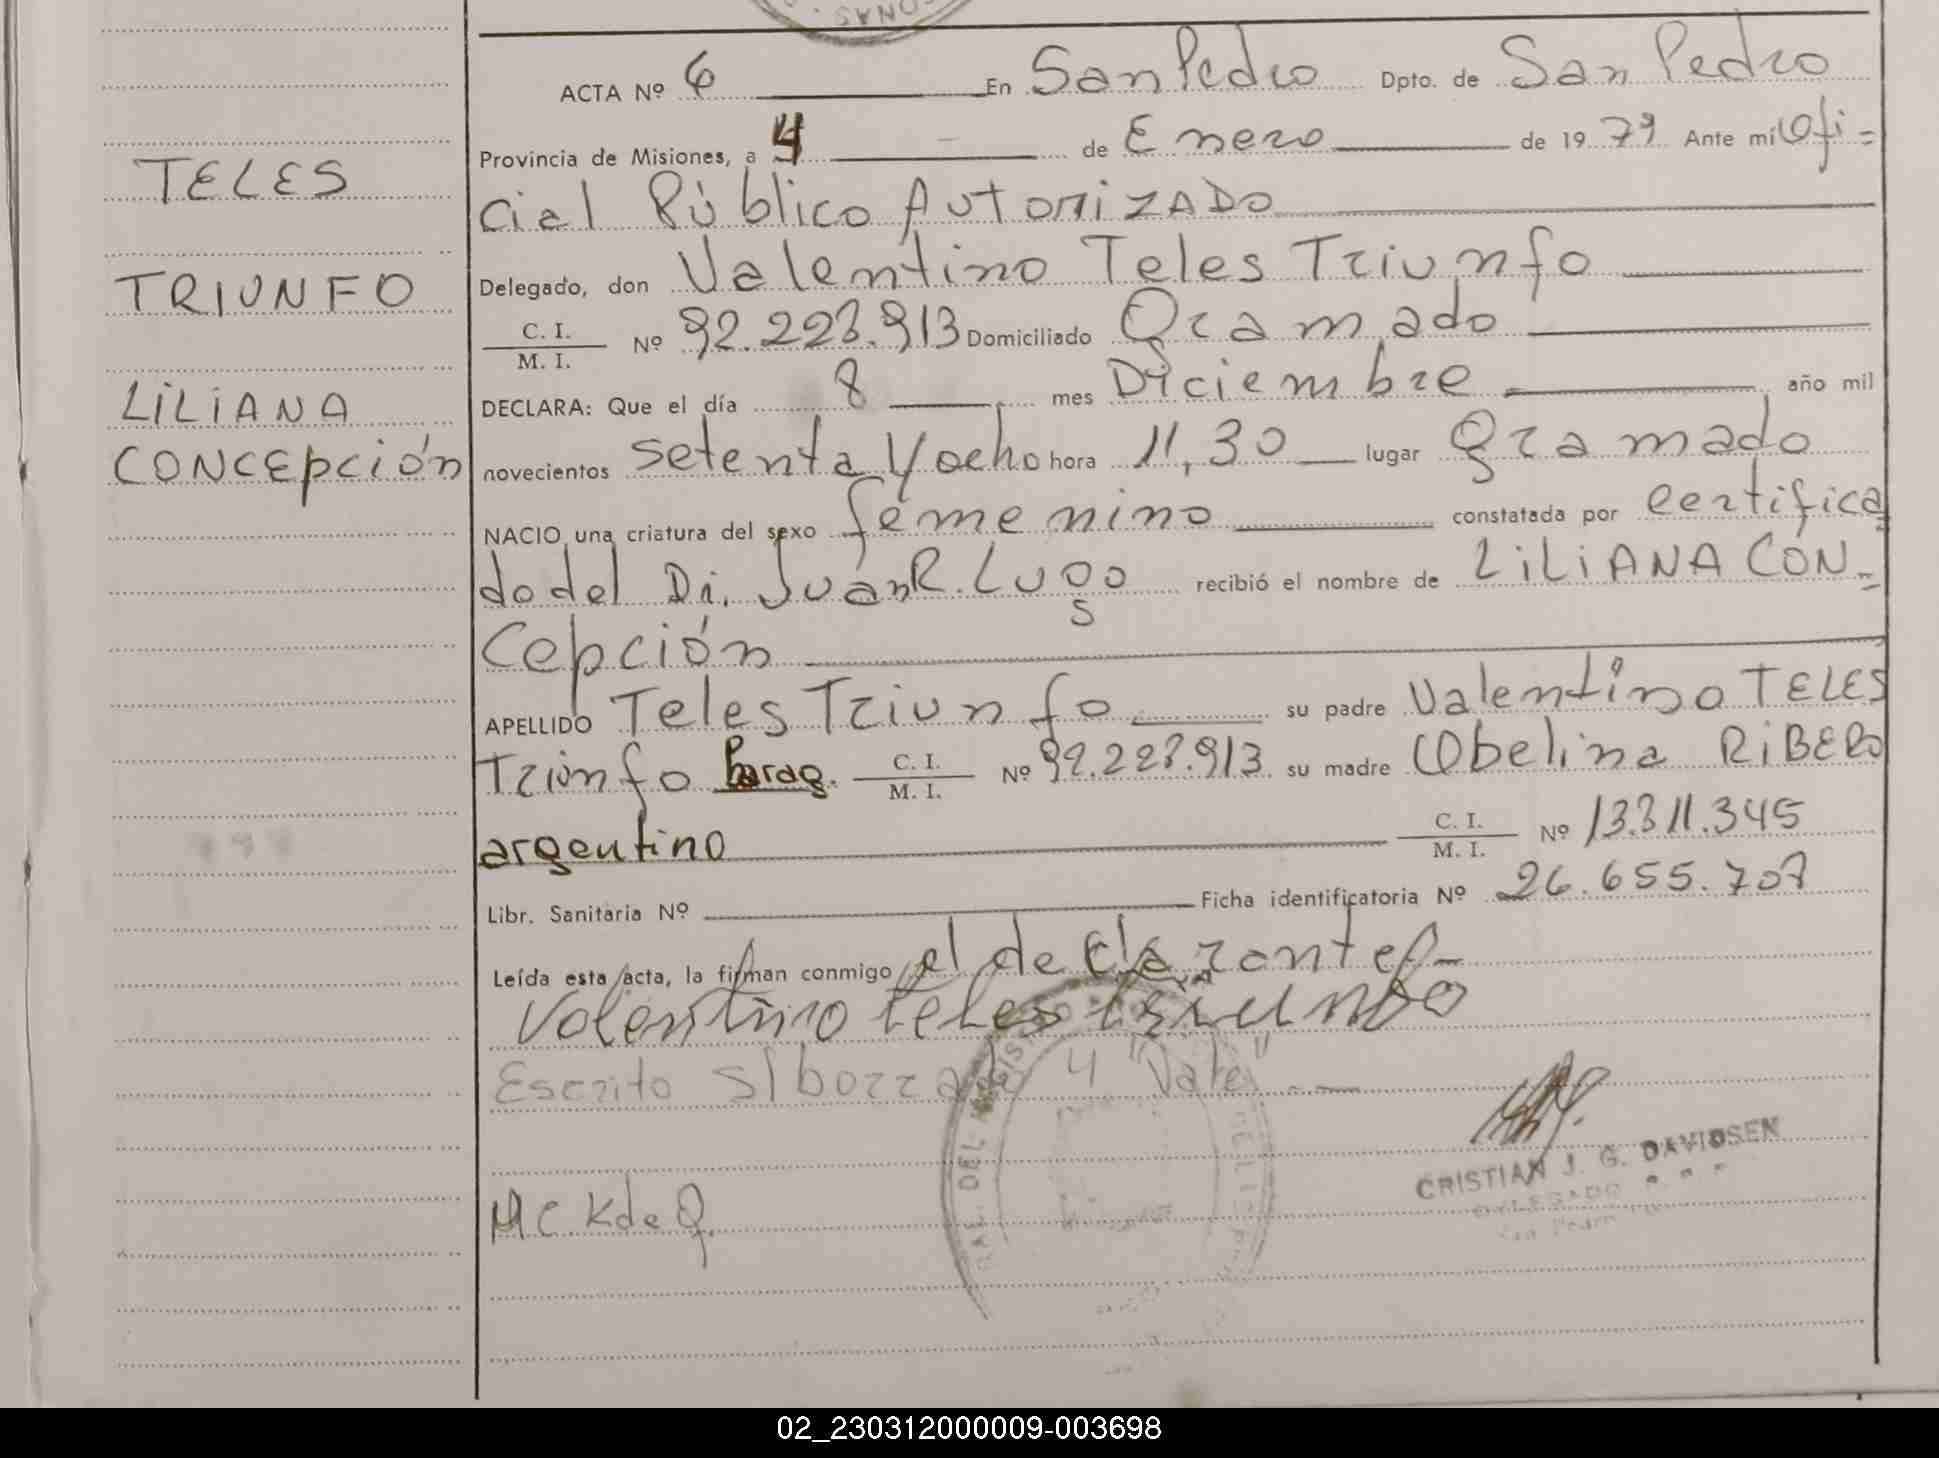 ONAS.
ACTA Nº 6 En San Pedro Dpto. de San Pedro
Provincia de Misiones, a 4 de Enero de 1979 Ante mí Ofi=
cial Público AUTORIZADO
Delegado, don Valentino Teles Triunfo
C. I.
M. I. Nº 92.223.913 Domiciliado Gramado
DECLARA: Que el día 8 mes Diciembre año mil
novecientos setenta y ocho hora 11,30 lugar Gramado
NACIO una criatura del sexo femenino constatada por certifica=
do del Dr. Juan R. Lugos recibió el nombre de LILIANA CON=
Cepción
APELLIDO Teles Triunfo su padre Valentino TELES
Triunfo Parag. C. I.
M. I. Nº 92.223.913 su madre Obelina RIBERO
argentino C. I.
M. I. Nº 13.311.345
Libr. Sanitaria Nº Ficha identificatoria Nº 26.655.707
Leída esta acta, la firman conmigo el declarante
Valentino teles triunfo
Escrito s/borrado 4 "Vale"
M C K de Q.
CRISTIAN J. G. DAVIDSEN
DELEGADO
San Pedro
TELES
TRIUNFO
LILIANA
CONCEpción
02_230312000009-003698